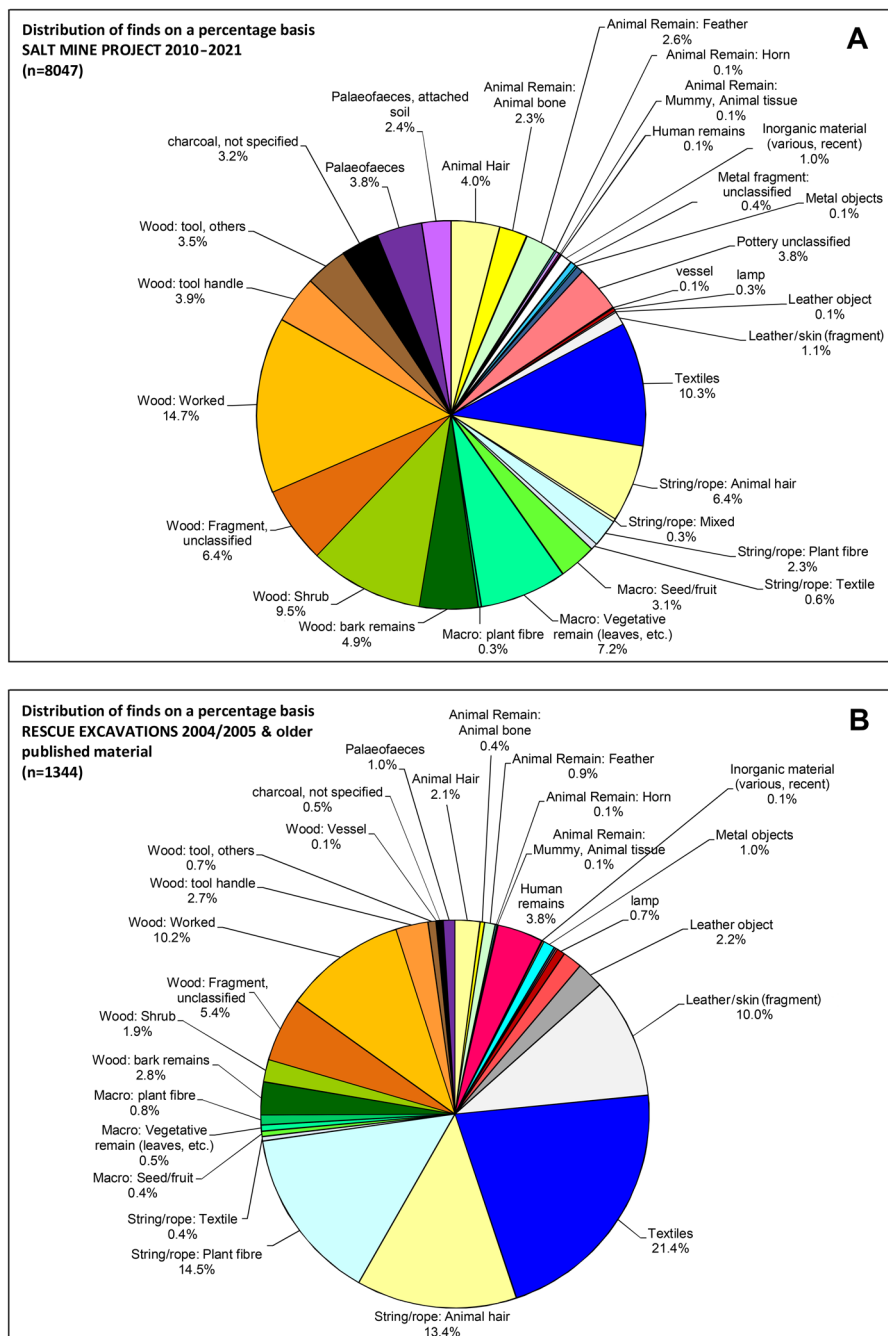 Distribution of finds on a percentage basis
SALT MINE PROJECT 2010–2021
(n=8047)
A
Animal Remain: Feather
2.6%
Animal Remain: Horn
0.1%
Animal Remain:
Mummy, Animal tissue
0.1%
Human remains
0.1%
Inorganic material
(various, recent)
1.0%
Metal fragment:
unclassified
0.4%
Metal objects
0.1%
Pottery unclassified
3.8%
vessel
0.1%
lamp
0.3%
Leather object
0.1%
Leather/skin (fragment)
1.1%
Textiles
10.3%
String/rope: Animal hair
6.4%
String/rope: Mixed
0.3%
String/rope: Plant fibre
2.3%
String/rope: Textile
0.6%
Macro: Seed/fruit
3.1%
Macro: Vegetative
remain (leaves, etc.)
7.2%
Macro: plant fibre
0.3%
Wood: bark remains
4.9%
Wood: Shrub
9.5%
Wood: Fragment,
unclassified
6.4%
Wood: Worked
14.7%
Wood: tool handle
3.9%
Wood: tool, others
3.5%
charcoal, not specified
3.2%
Palaeofaeces
3.8%
Palaeofaeces, attached
soil
2.4%
Animal Hair
4.0%
Animal Remain:
Animal bone
2.3%
Distribution of finds on a percentage basis
RESCUE EXCAVATIONS 2004/2005 & older
published material
(n=1344)
B
Animal Remain:
Animal bone
0.4%
Animal Remain: Feather
0.9%
Animal Remain: Horn
0.1%
Animal Remain:
Mummy, Animal tissue
0.1%
Human
remains
3.8%
Inorganic material
(various, recent)
0.1%
Metal objects
1.0%
lamp
0.7%
Leather object
2.2%
Leather/skin (fragment)
10.0%
Textiles
21.4%
String/rope: Animal hair
13.4%
String/rope: Plant fibre
14.5%
String/rope: Textile
0.4%
Macro: Seed/fruit
0.4%
Macro: Vegetative
remain (leaves, etc.)
0.5%
Macro: plant fibre
0.8%
Wood: bark remains
2.8%
Wood: Shrub
1.9%
Wood: Fragment,
unclassified
5.4%
Wood: Worked
10.2%
Wood: tool handle
2.7%
Wood: tool, others
0.7%
Wood: Vessel
0.1%
charcoal, not specified
0.5%
Palaeofaeces
1.0%
Animal Hair
2.1%